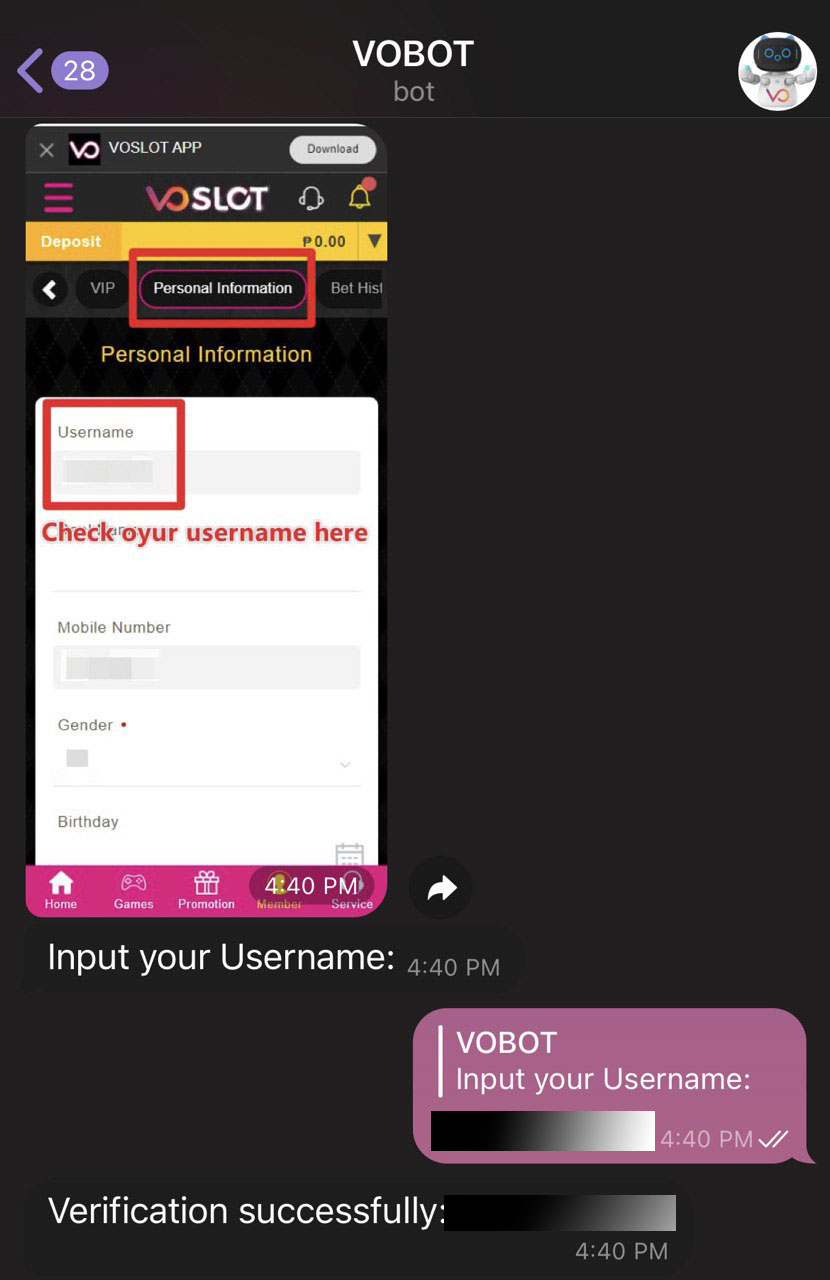 28
VOBOT
bot
VO
VOSLOT APP
Download
VOSLOT
Deposit
₱0.00
VIP
Personal Information
Bet Hist
Personal Information
Username
Check oyur username here
Mobile Number
Gender
Birthday
4:40 PM
Home
Games
Promotion
Member
Service
Input your Username:
4:40 PM
VOBOT
Input your Username:
4:40 PM
Verification successfully:
4:40 PM